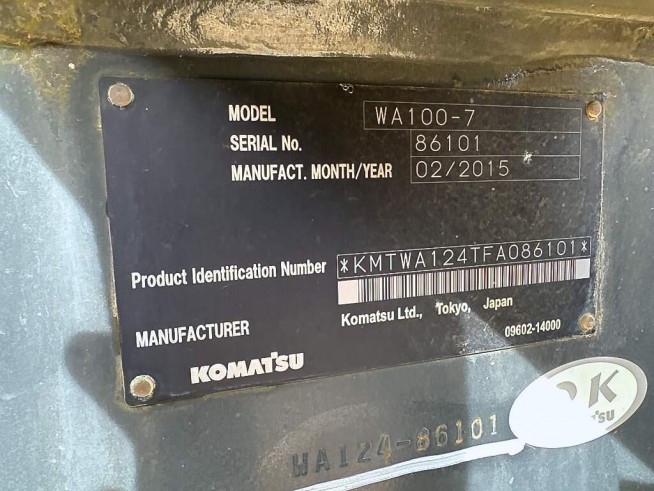 MODEL WA100-7
SERIAL No. 86101
MANUFACT. MONTH/YEAR 02/2015
Product Identification Number *KMTWA124TFA086101*
MANUFACTURER Komatsu Ltd., Tokyo, Japan
09602-14000
KOMATSU
OK
WA124-86101